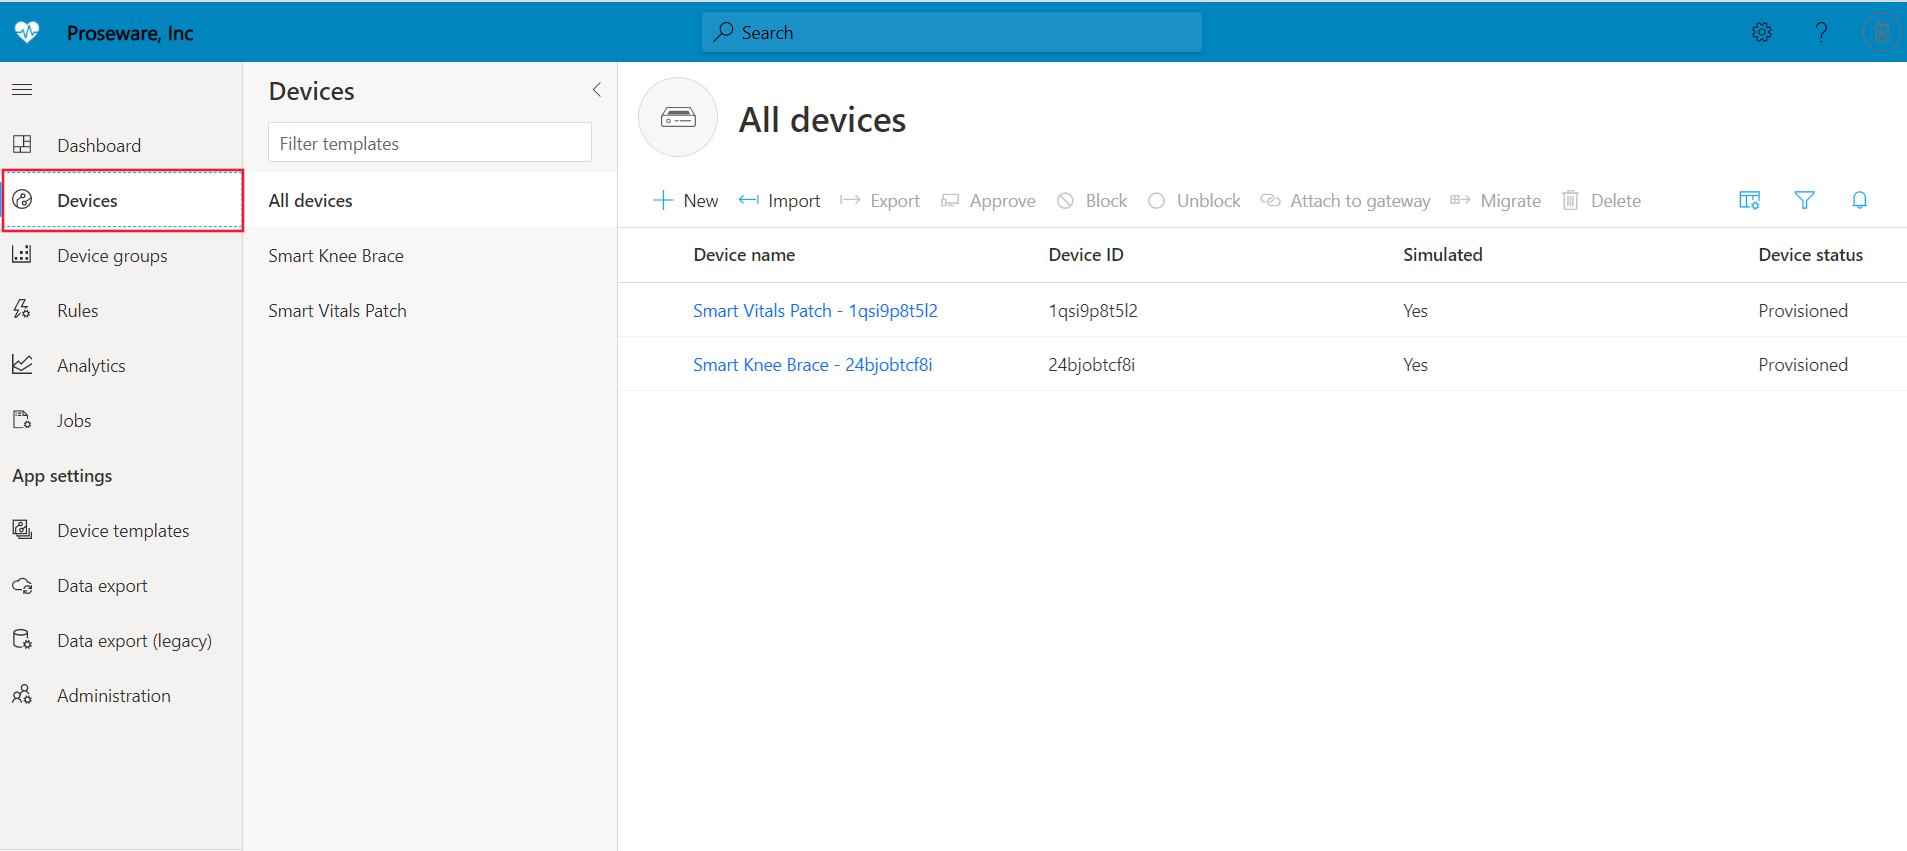 Proseware, Inc
Search
?
Dashboard
Devices
Device groups
Rules
Analytics
Jobs
App settings
Device templates
Data export
Data export (legacy)
Administration
Devices
Filter templates
All devices
Smart Knee Brace
Smart Vitals Patch
All devices
New Import Export Approve Block Unblock Attach to gateway Migrate Delete
Device name Device ID Simulated Device status
Smart Vitals Patch - 1qsi9p8t5l2 1qsi9p8t5l2 Yes Provisioned
Smart Knee Brace - 24bjobtcf8i 24bjobtcf8i Yes Provisioned